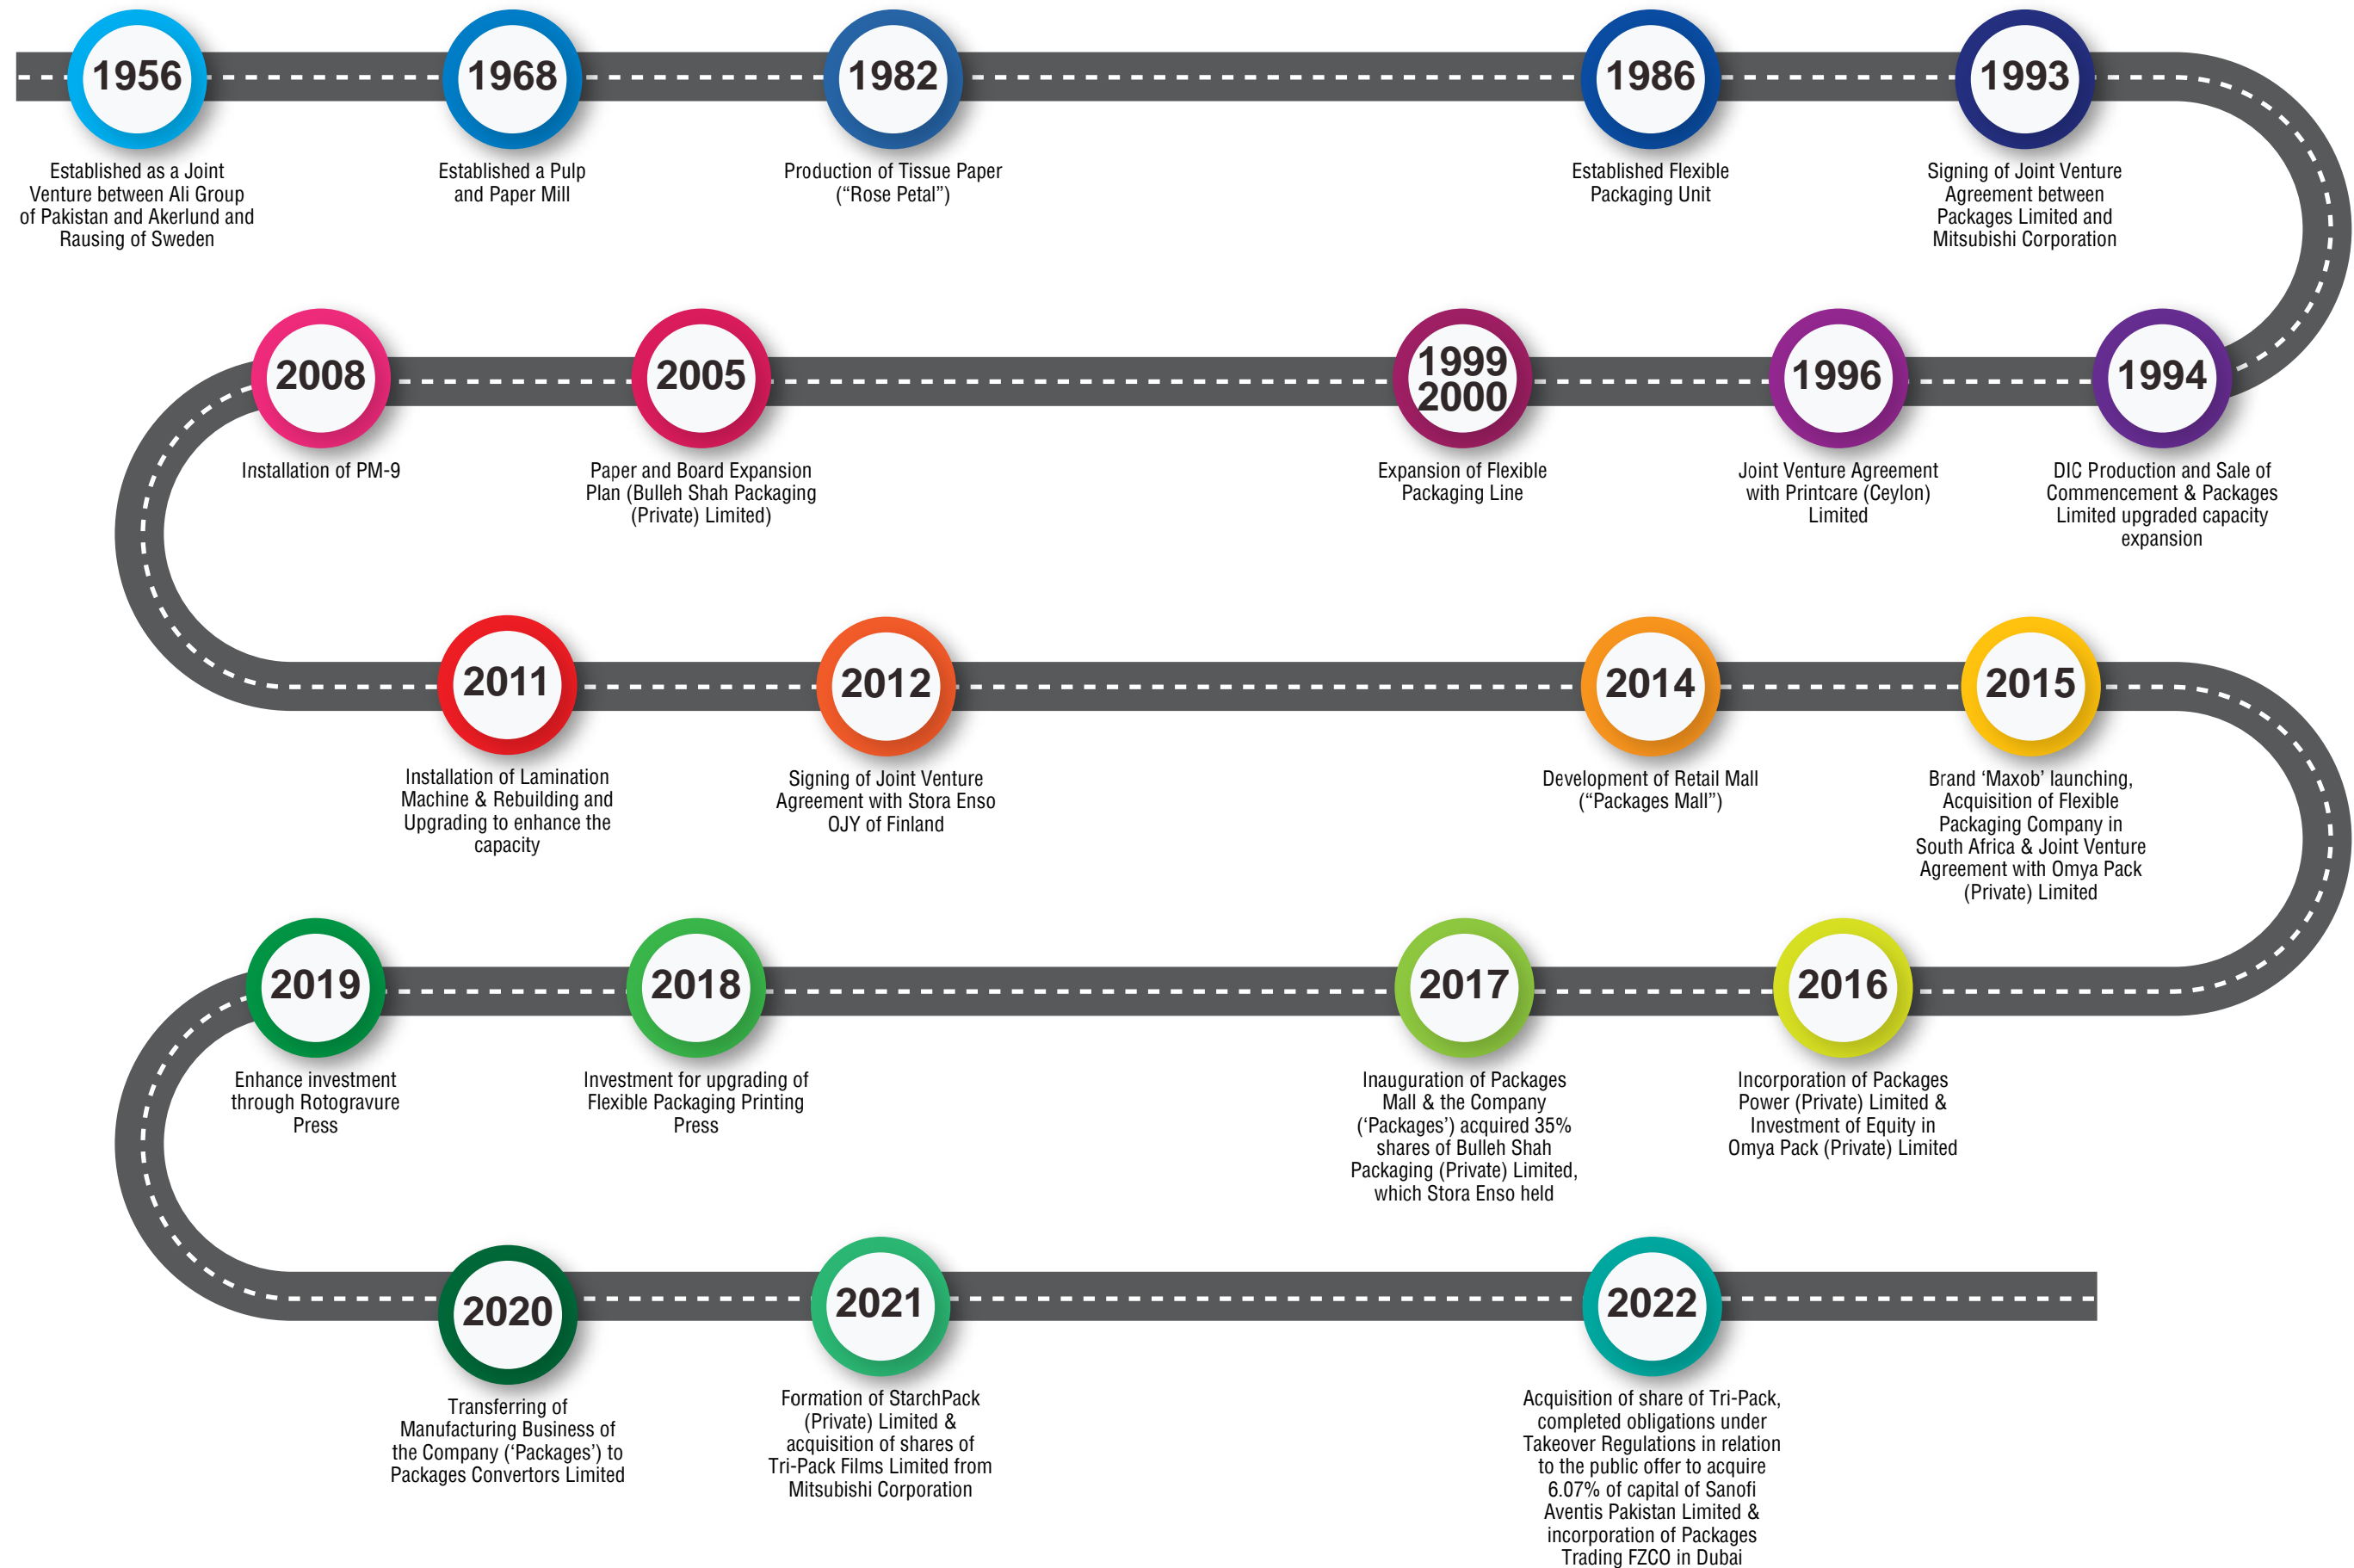 1956
Established as a Joint
Venture between Ali Group
of Pakistan and Akerlund and
Rausing of Sweden
1968
Established a Pulp
and Paper Mill
1982
Production of Tissue Paper
(“Rose Petal”)
1986
Established Flexible
Packaging Unit
1993
Signing of Joint Venture
Agreement between
Packages Limited and
Mitsubishi Corporation
1994
DIC Production and Sale of
Commencement & Packages
Limited upgraded capacity
expansion
1996
Joint Venture Agreement
with Printcare (Ceylon)
Limited
1999
2000
Expansion of Flexible
Packaging Line
2005
Paper and Board Expansion
Plan (Bulleh Shah Packaging
(Private) Limited)
2008
Installation of PM-9
2011
Installation of Lamination
Machine & Rebuilding and
Upgrading to enhance the
capacity
2012
Signing of Joint Venture
Agreement with Stora Enso
OJY of Finland
2014
Development of Retail Mall
(“Packages Mall”)
2015
Brand ‘Maxob’ launching,
Acquisition of Flexible
Packaging Company in
South Africa & Joint Venture
Agreement with Omya Pack
(Private) Limited
2016
Incorporation of Packages
Power (Private) Limited &
Investment of Equity in
Omya Pack (Private) Limited
2017
Inauguration of Packages
Mall & the Company
(‘Packages’) acquired 35%
shares of Bulleh Shah
Packaging (Private) Limited,
which Stora Enso held
2018
Investment for upgrading of
Flexible Packaging Printing
Press
2019
Enhance investment
through Rotogravure
Press
2020
Transferring of
Manufacturing Business of
the Company (‘Packages’) to
Packages Convertors Limited
2021
Formation of StarchPack
(Private) Limited &
acquisition of shares of
Tri-Pack Films Limited from
Mitsubishi Corporation
2022
Acquisition of share of Tri-Pack,
completed obligations under
Takeover Regulations in relation
to the public offer to acquire
6.07% of capital of Sanofi
Aventis Pakistan Limited &
incorporation of Packages
Trading FZCO in Dubai